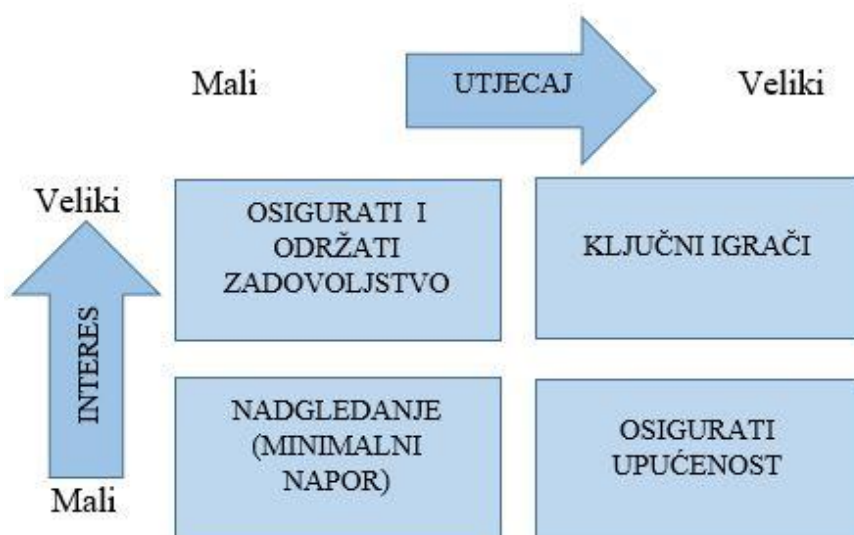 Mali
UTJECAJ
Veliki
Veliki
OSIGURATI I
ODRŽATI
ZADOVOLJSTVO
KLJUČNI IGRAČI
INTERES
NADGLEDANJE
(MINIMALNI
NAPOR)
OSIGURATI
UPUĆENOST
Mali